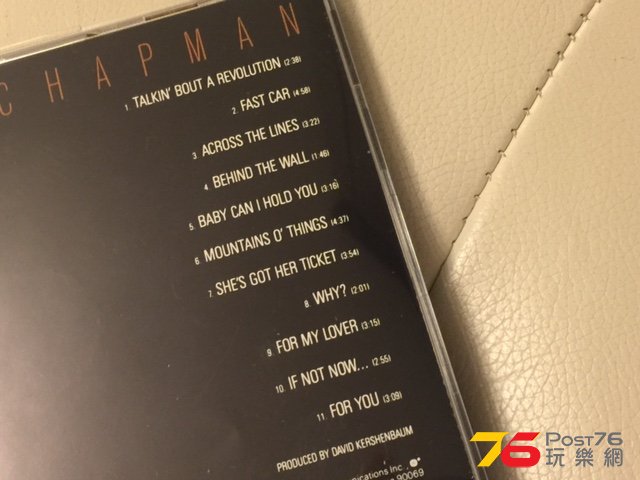 CHAPMAN
1. TALKIN' BOUT A REVOLUTION (2:38)
2. FAST CAR (4:58)
3. ACROSS THE LINES (3:22)
4. BEHIND THE WALL (1:46)
5. BABY CAN I HOLD YOU (3:16)
6. MOUNTAINS O' THINGS (4:37)
7. SHE'S GOT HER TICKET (3:54)
8. WHY? (2:01)
9. FOR MY LOVER (3:15)
10. IF NOT NOW... (2:55)
11. FOR YOU (3:09)
PRODUCED BY DAVID KERSHENBAUM
Inc.
90069
76 Post76
玩樂網